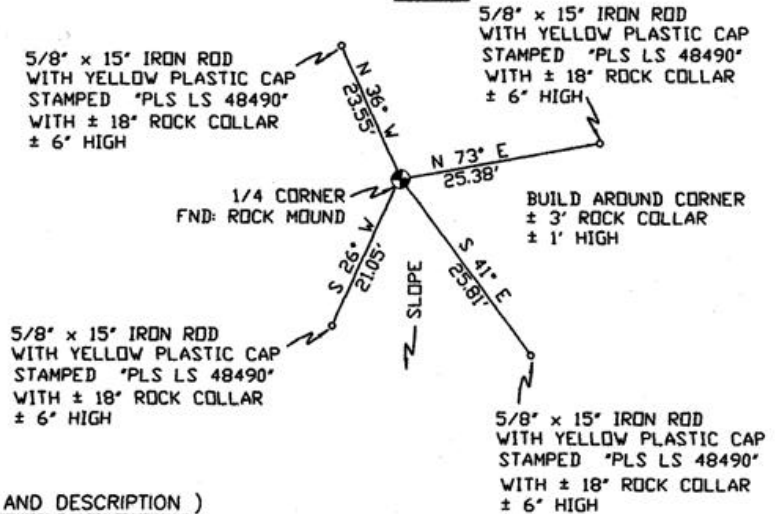 5/8" x 15" IRON ROD
WITH YELLOW PLASTIC CAP
STAMPED "PLS LS 48490"
WITH ± 18" ROCK COLLAR
± 6" HIGH
5/8" x 15" IRON ROD
WITH YELLOW PLASTIC CAP
STAMPED "PLS LS 48490"
WITH ± 18" ROCK COLLAR
± 6" HIGH
N 36° W
23.55'
N 73° E
25.38'
1/4 CORNER
FND: ROCK MOUND
BUILD AROUND CORNER
± 3' ROCK COLLAR
± 1' HIGH
S 26° W
21.05'
SLOPE
S 41° E
25.81'
5/8" x 15" IRON ROD
WITH YELLOW PLASTIC CAP
STAMPED "PLS LS 48490"
WITH ± 18" ROCK COLLAR
± 6" HIGH
5/8" x 15" IRON ROD
WITH YELLOW PLASTIC CAP
STAMPED "PLS LS 48490"
WITH ± 18" ROCK COLLAR
± 6" HIGH
AND DESCRIPTION )